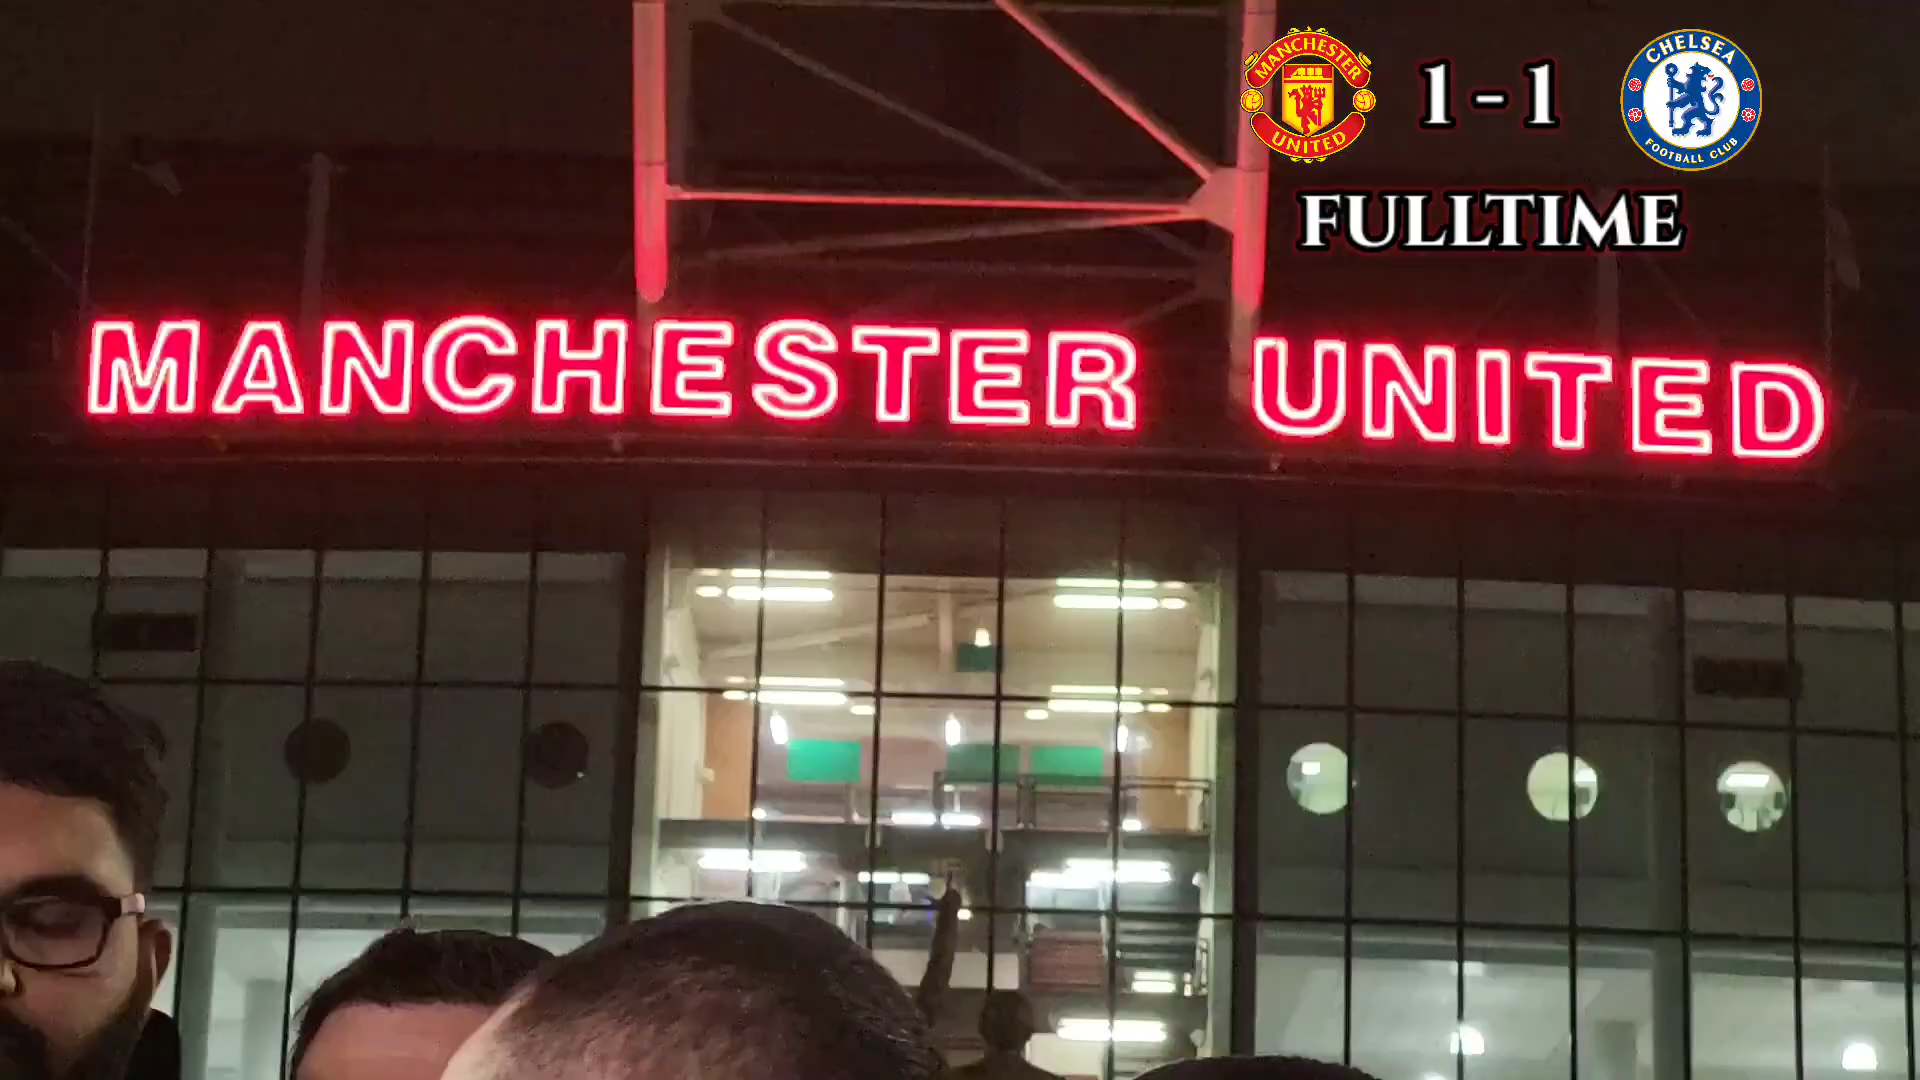 MANCHESTER
UNITED
1-1
CHELSEA
FOOTBALL CLUB
FULLTIME
MANCHESTER UNITED